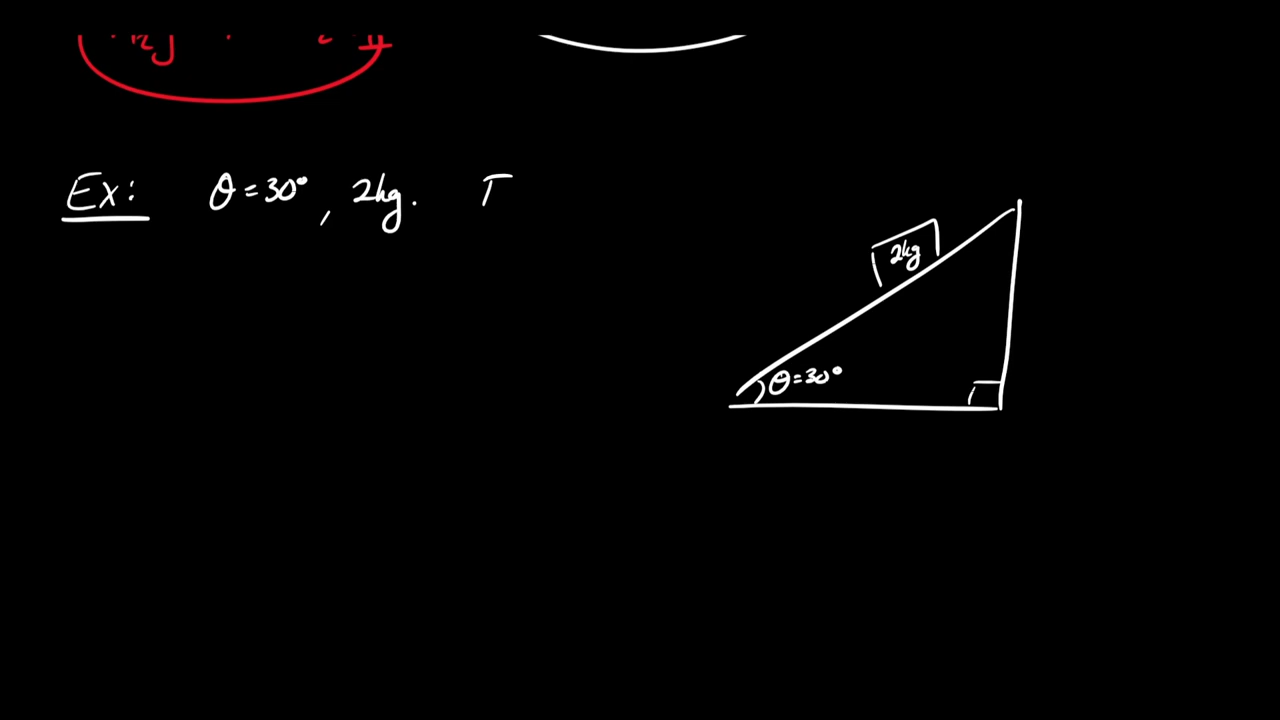 Ex: θ = 30°, 2kg. T
2kg
θ = 30°